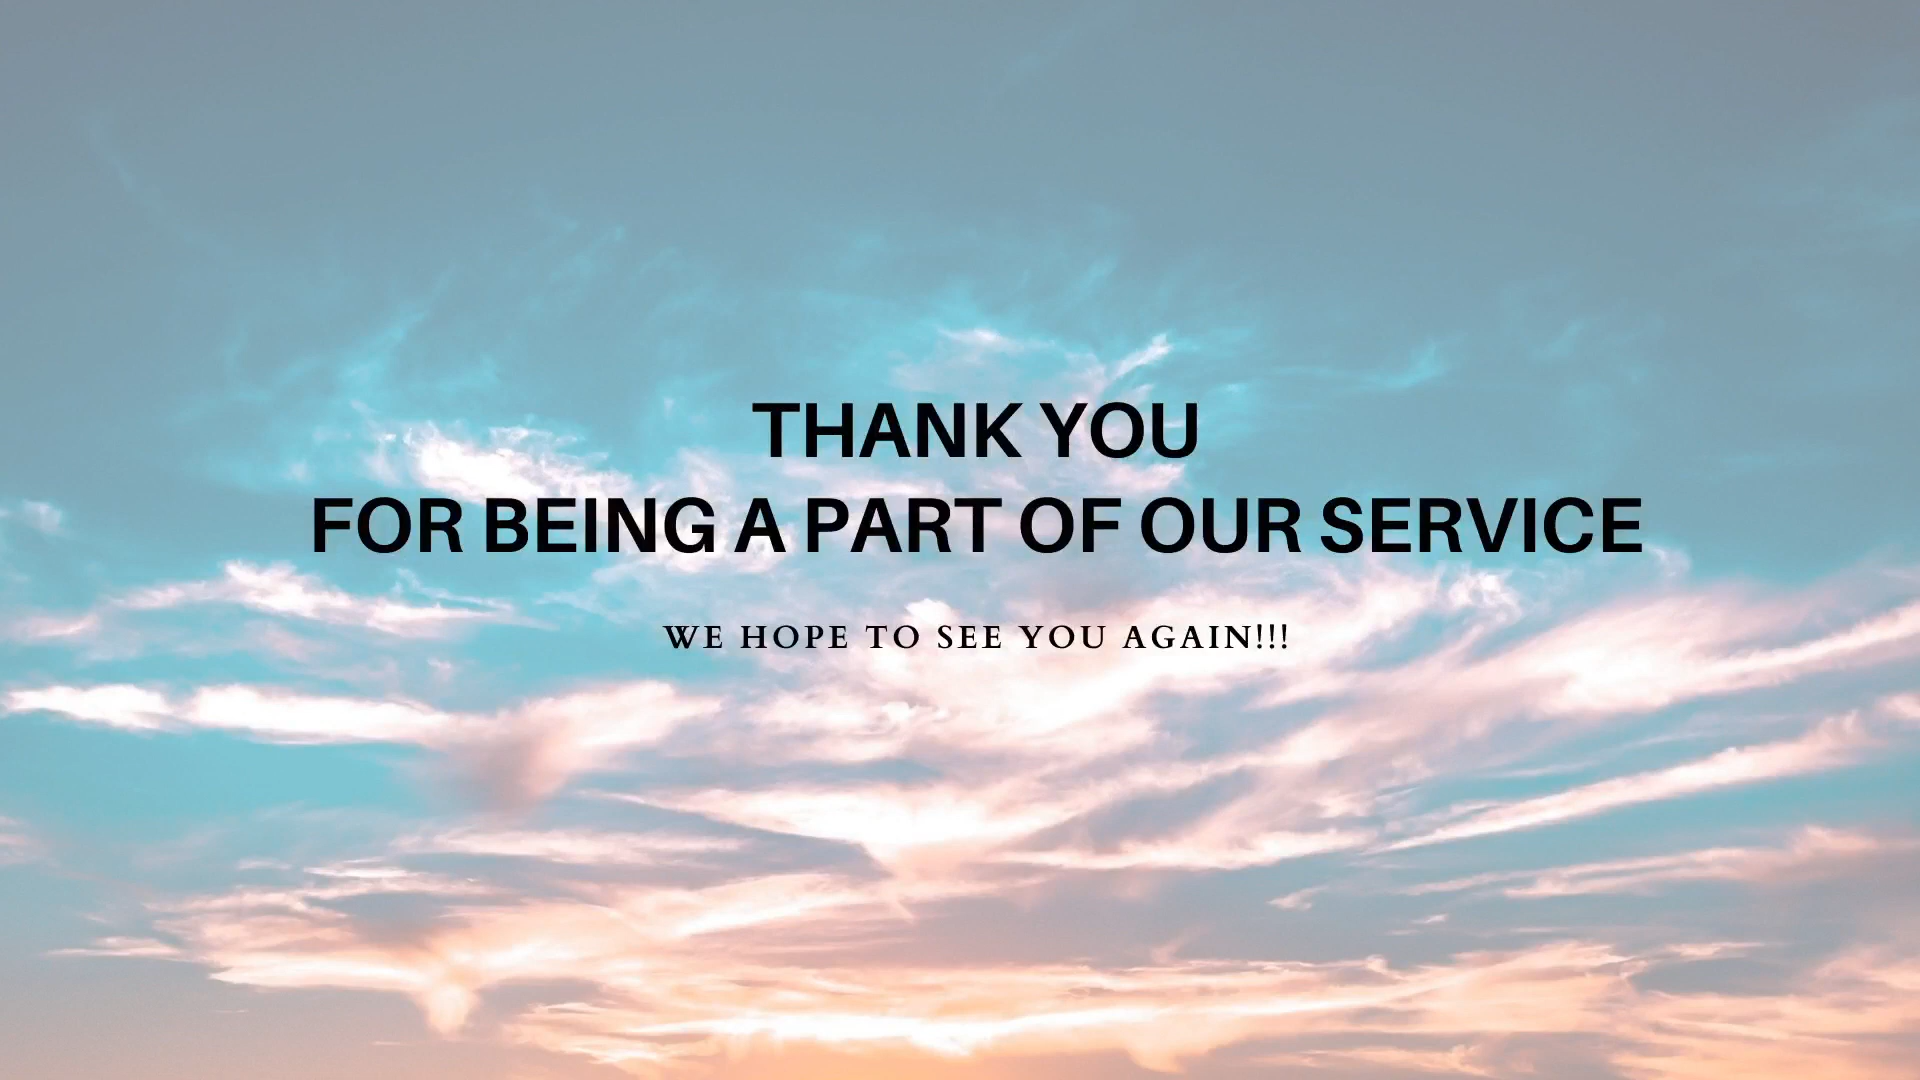 THANK YOU
FOR BEING A PART OF OUR SERVICE
WE HOPE TO SEE YOU AGAIN!!!